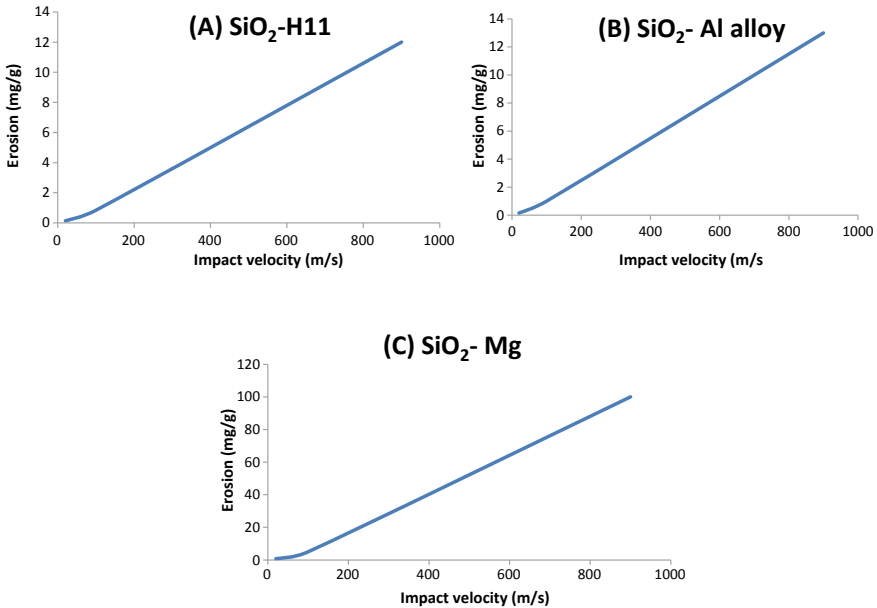 (A) SiO₂-H11
Erosion (mg/g)
12
10
8
6
4
2
0
0 200 400 600 800 1000
Impact velocity (m/s)
(B) SiO₂- Al alloy
Erosion (mg/g)
14
12
10
8
6
4
2
0
0 200 400 600 800 1000
Impact velocity (m/s
(C) SiO₂- Mg
Erosion (mg/g)
120
100
80
60
40
20
0
0 200 400 600 800 1000
Impact velocity (m/s)